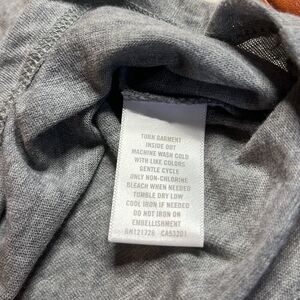 TURN GARMENT
INSIDE OUT
MACHINE WASH COLD
WITH LIKE COLORS
GENTLE CYCLE
ONLY NON-CHLORINE
BLEACH WHEN NEEDED
TUMBLE DRY LOW
COOL IRON IF NEEDED
DO NOT IRON ON
EMBELLISHMENT
RN121726 CA53201